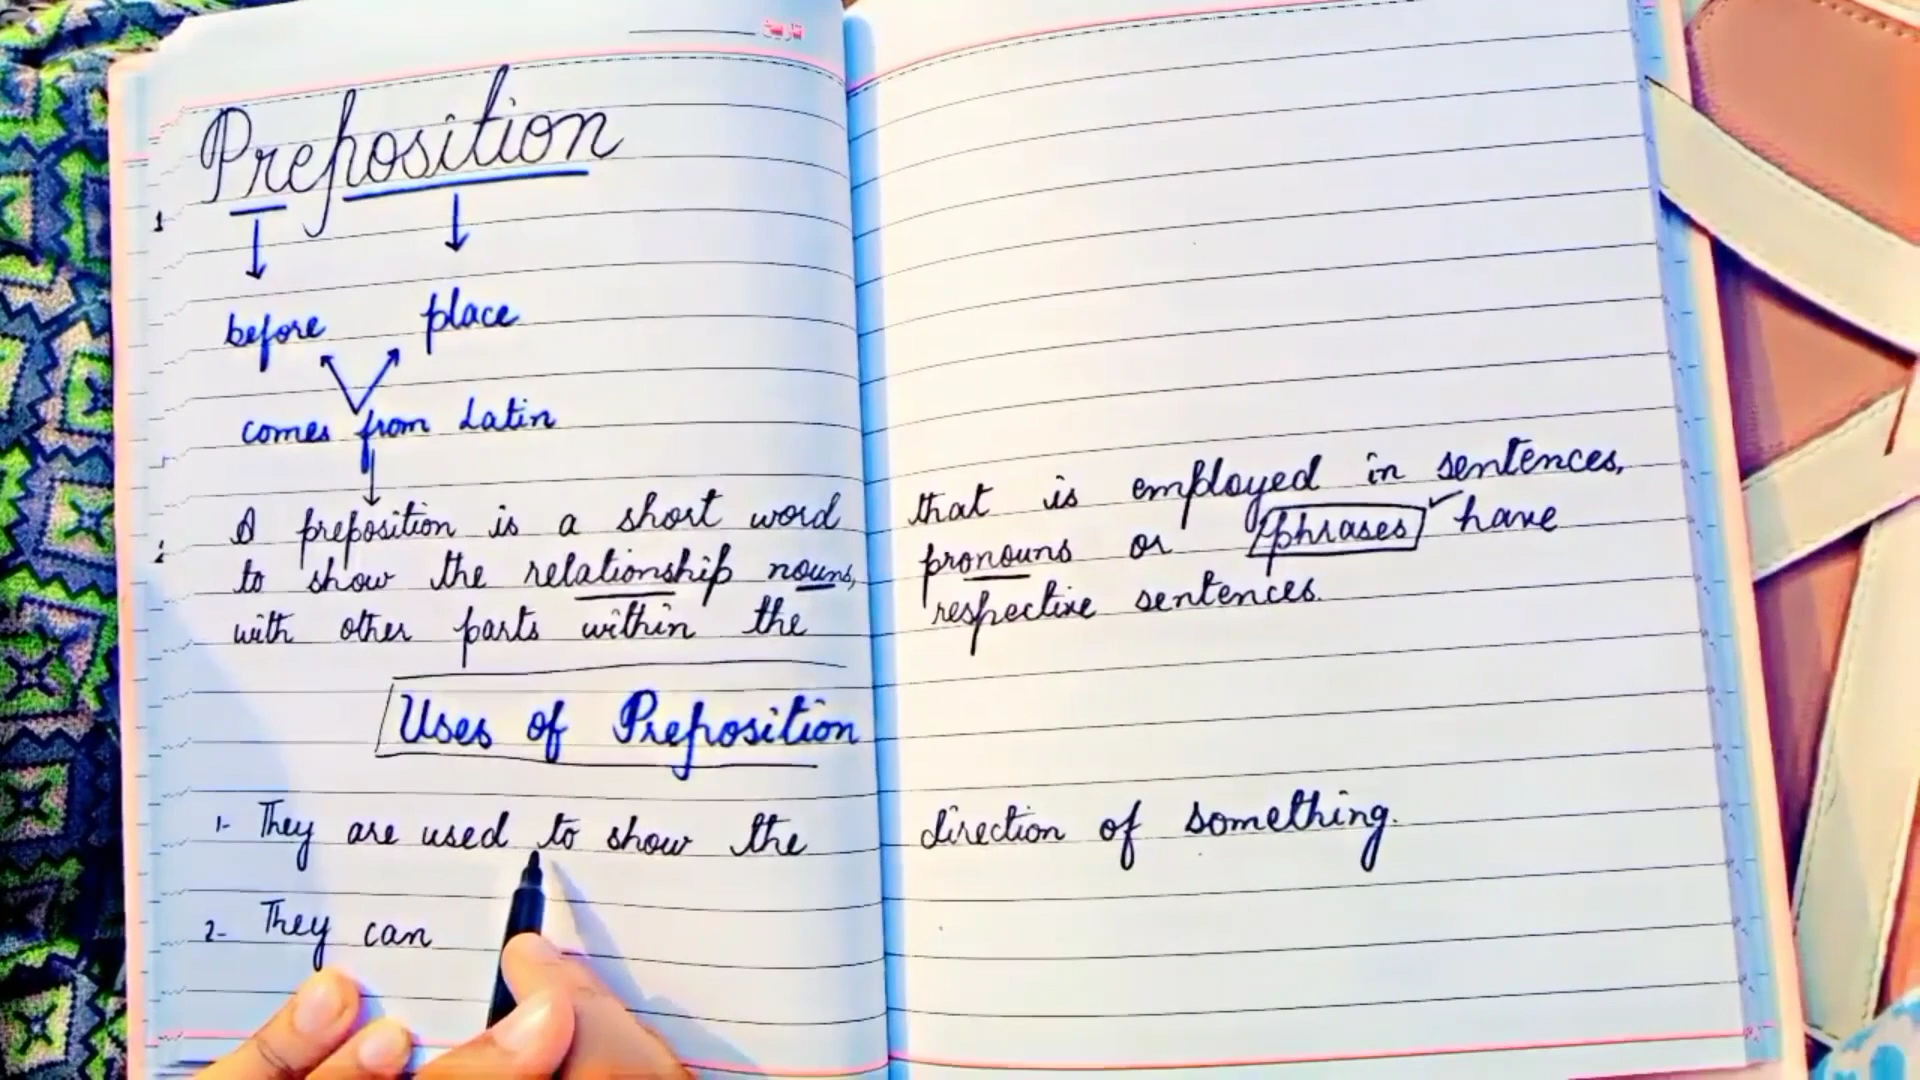 تاریخ
Preposition
before place
comes from Latin
A preposition is a short word that is employed in sentences,
to show the relationship nouns, pronouns or phrases have
with other parts within the respective sentences.
Uses of Preposition
1- They are used to show the direction of something.
2- They can